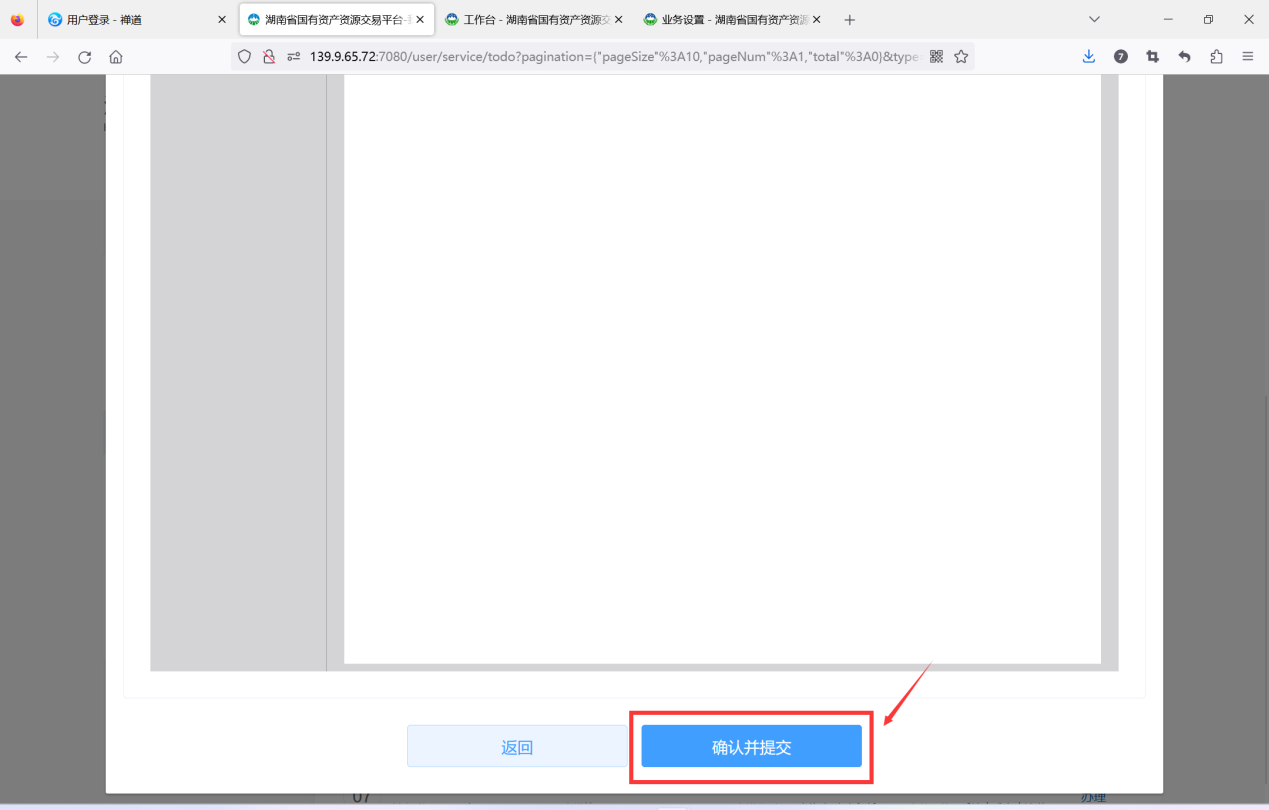 用户登录 - 禅道
湖南省国有资产资源交易平台-
工作台 - 湖南省国有资产资源交
业务设置 - 湖南省国有资产资源
139.9.65.72:7080/user/service/todo?pagination={"pageSize"%3A10,"pageNum"%3A1,"total"%3A0}&type=
7
返回
确认并提交
07
办理